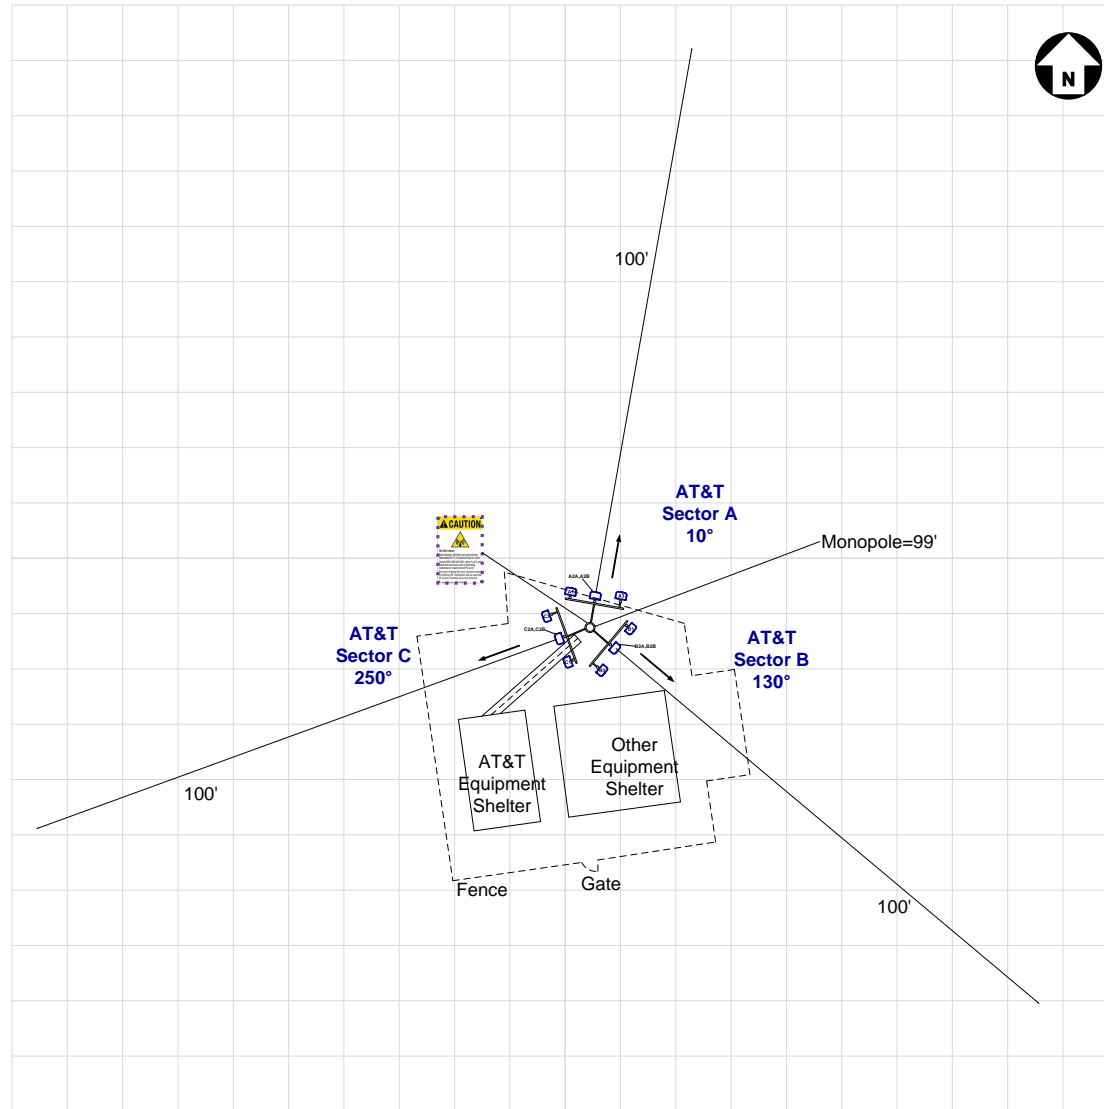 N
100'
AT&T
Sector A
10°
CAUTION
Monopole=99'
A2A,A2B
C2A,C2B
B2A,B2B
AT&T
Sector C
250°
AT&T
Sector B
130°
AT&T
Equipment
Shelter
Other
Equipment
Shelter
100'
100'
Fence
Gate